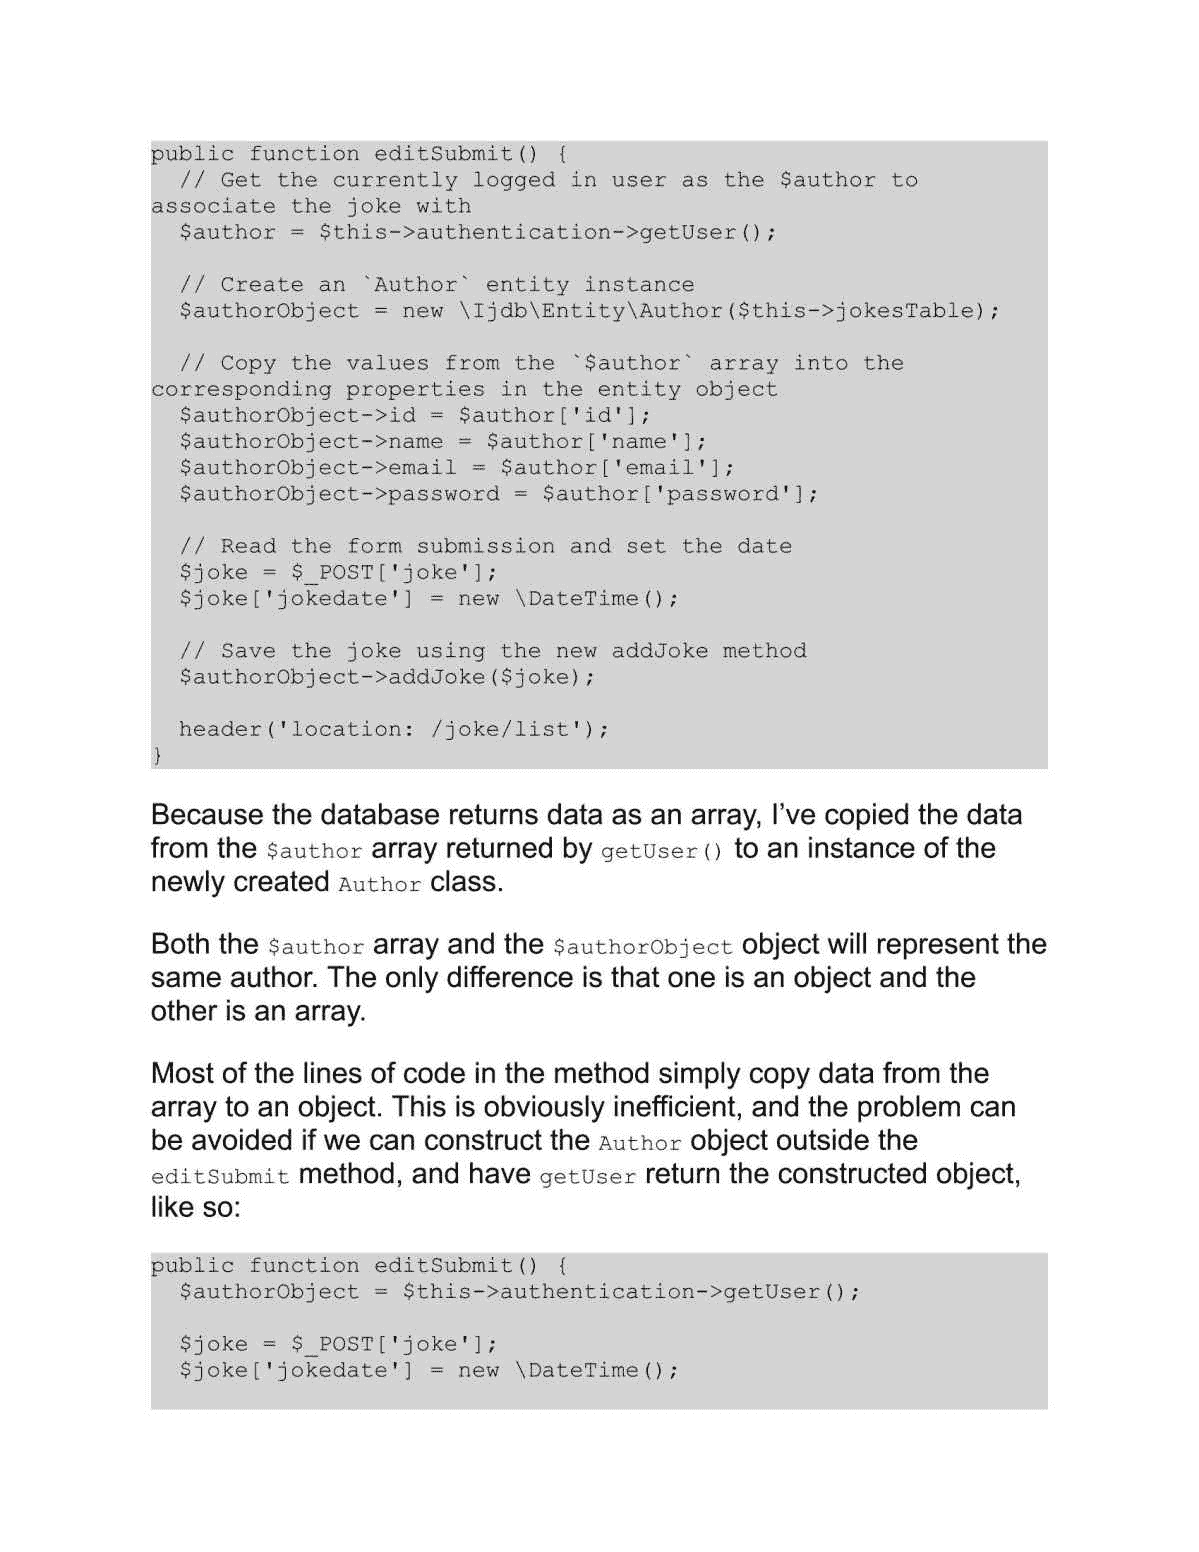 public function editSubmit() {
  // Get the currently logged in user as the $author to
associate the joke with
  $author = $this->authentication->getUser();

  // Create an `Author` entity instance
  $authorObject = new \Ijdb\Entity\Author($this->jokesTable);

  // Copy the values from the `$author` array into the
corresponding properties in the entity object
  $authorObject->id = $author['id'];
  $authorObject->name = $author['name'];
  $authorObject->email = $author['email'];
  $authorObject->password = $author['password'];

  // Read the form submission and set the date
  $joke = $_POST['joke'];
  $joke['jokedate'] = new \DateTime();

  // Save the joke using the new addJoke method
  $authorObject->addJoke($joke);

  header('location: /joke/list');
}
Because the database returns data as an array, I’ve copied the data
from the $author array returned by getUser() to an instance of the
newly created Author class.
Both the $author array and the $authorObject object will represent the
same author. The only difference is that one is an object and the
other is an array.
Most of the lines of code in the method simply copy data from the
array to an object. This is obviously inefficient, and the problem can
be avoided if we can construct the Author object outside the
editSubmit method, and have getUser return the constructed object,
like so:
public function editSubmit() {
  $authorObject = $this->authentication->getUser();

  $joke = $_POST['joke'];
  $joke['jokedate'] = new \DateTime();